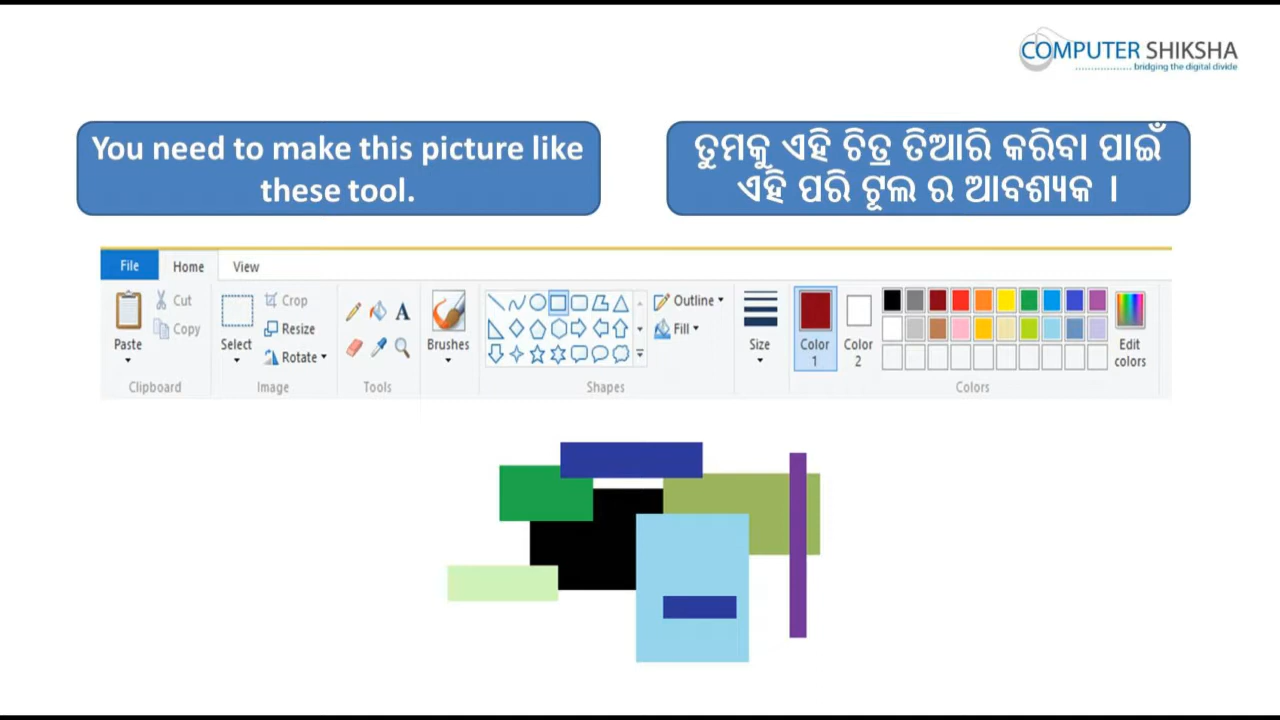 COMPUTER SHIKSHA
bridging the digital divide
You need to make this picture like
these tool.
ତୁମକୁ ଏହି ଚିତ୍ର ତିଆରି କରିବା ପାଇଁ
ଏହି ପରି ଟୂଲ ର ଆବଶ୍ୟକ ।
File Home View
Paste
Cut
Copy
Clipboard
Select
Crop
Resize
Rotate
Image
A
Tools
Brushes
Outline
Fill
Shapes
Size
Color
1
Color
2
Edit
colors
Colors